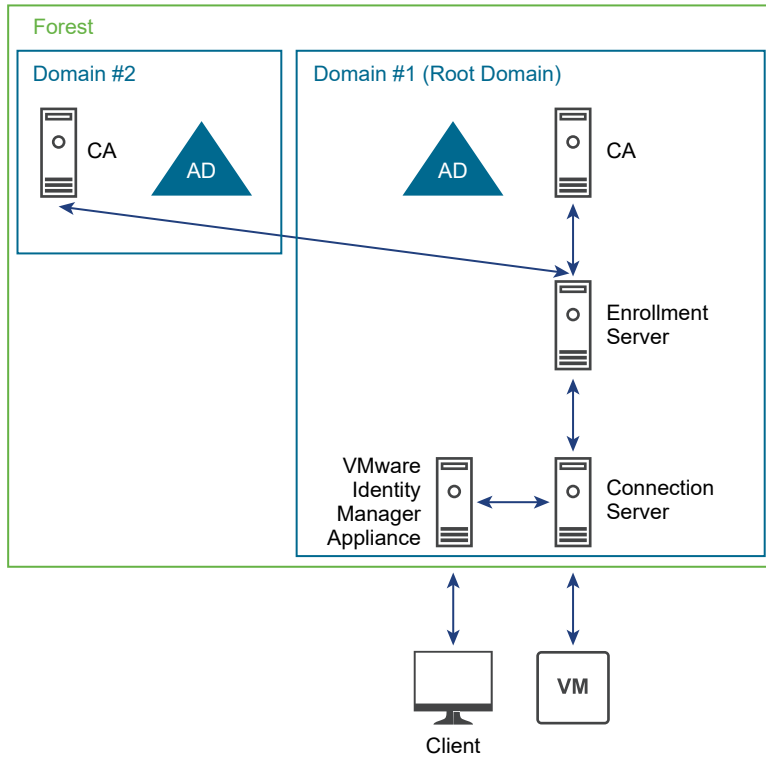 Forest
Domain #2
Domain #1 (Root Domain)
CA
AD
AD
CA
Enrollment
Server
VMware
Identity
Manager
Appliance
Connection
Server
VM
Client